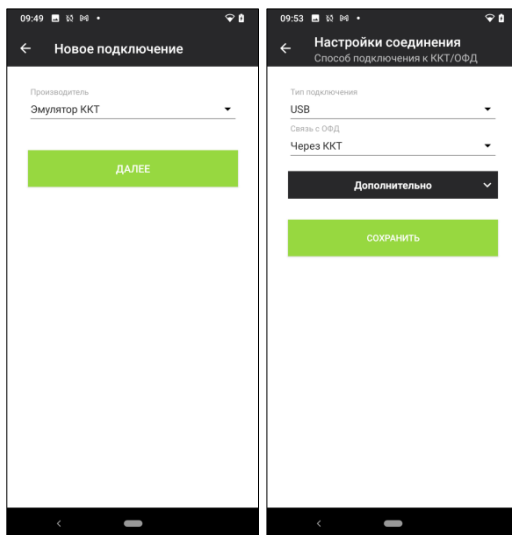 09:49
Новое подключение
Производитель
Эмулятор ККТ
ДАЛЕЕ
09:53
Настройки соединения
Способ подключения к ККТ/ОФД
Тип подключения
USB
Связь с ОФД
Через ККТ
Дополнительно
СОХРАНИТЬ